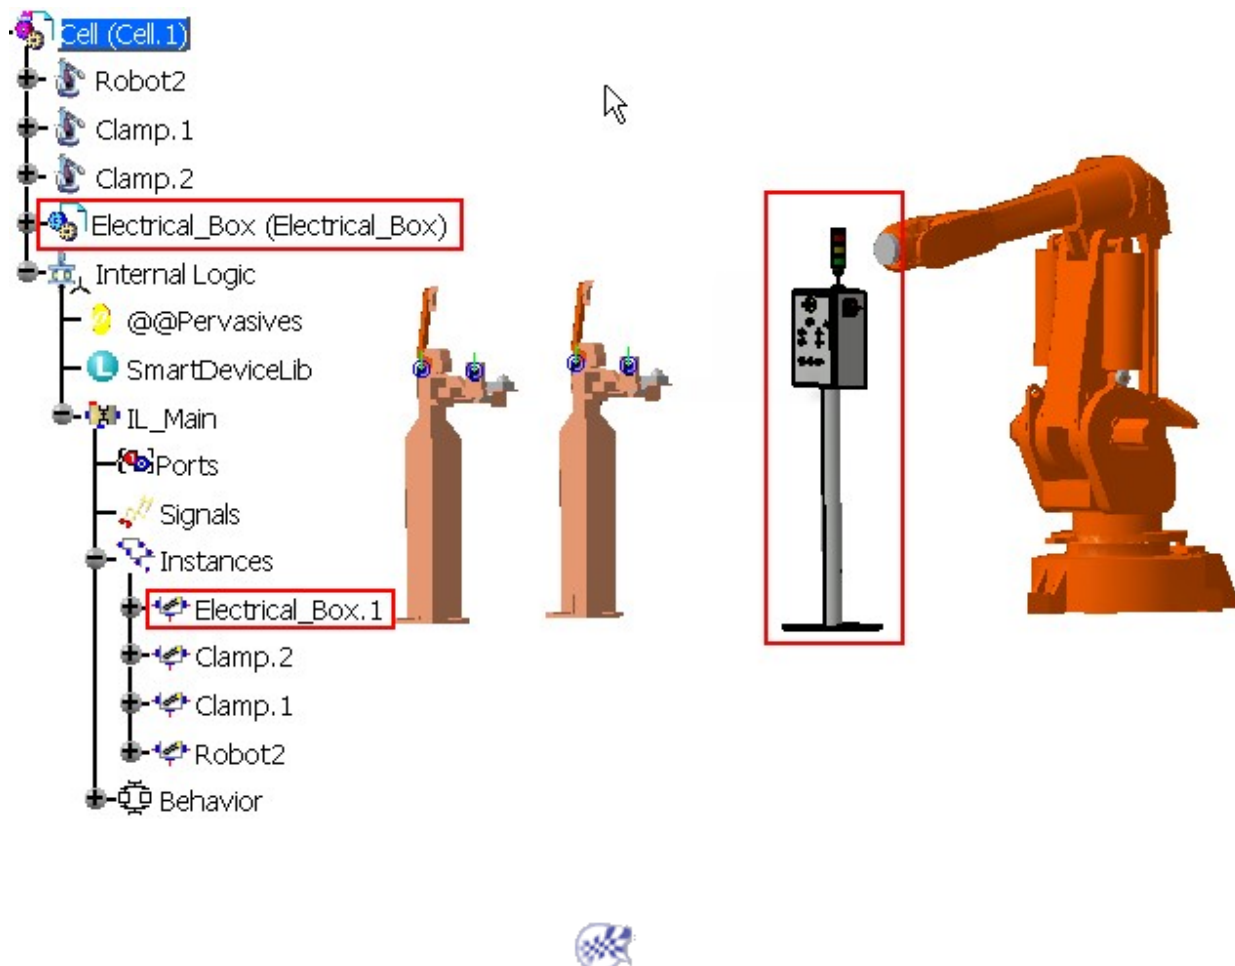 Cell (Cell.1)
Robot2
Clamp.1
Clamp.2
Electrical_Box (Electrical_Box)
Internal Logic
@@Pervasives
L SmartDeviceLib
IL_Main
Ports
Signals
Instances
Electrical_Box.1
Clamp.2
Clamp.1
Robot2
Behavior